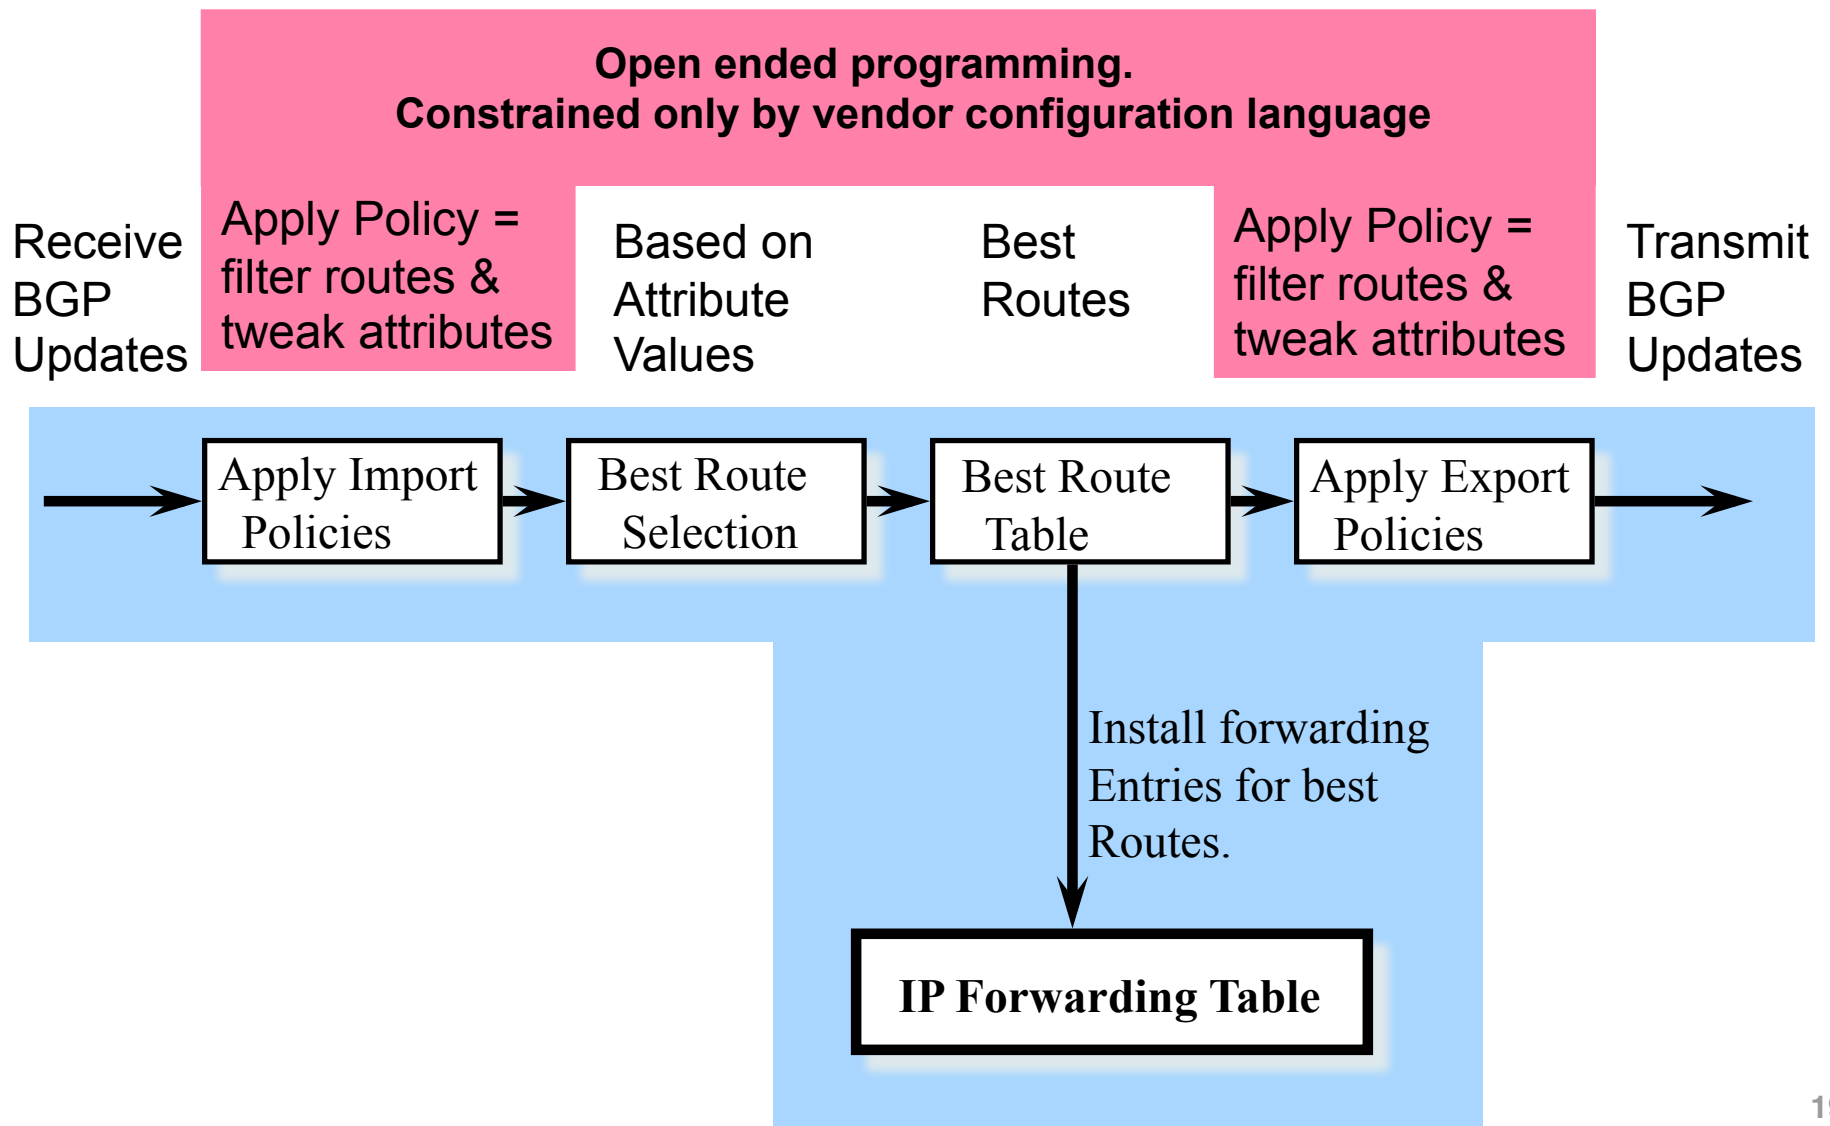 Open ended programming.
Constrained only by vendor configuration language
Receive
BGP
Updates
Apply Policy =
filter routes &
tweak attributes
Based on
Attribute
Values
Best
Routes
Apply Policy =
filter routes &
tweak attributes
Transmit
BGP
Updates
Apply Import
Policies
Best Route
Selection
Best Route
Table
Apply Export
Policies
Install forwarding
Entries for best
Routes.
IP Forwarding Table